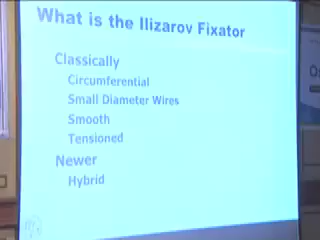 What is the Ilizarov Fixator
Classically
Circumferential
Small Diameter Wires
Smooth
Tensioned
Newer
Hybrid